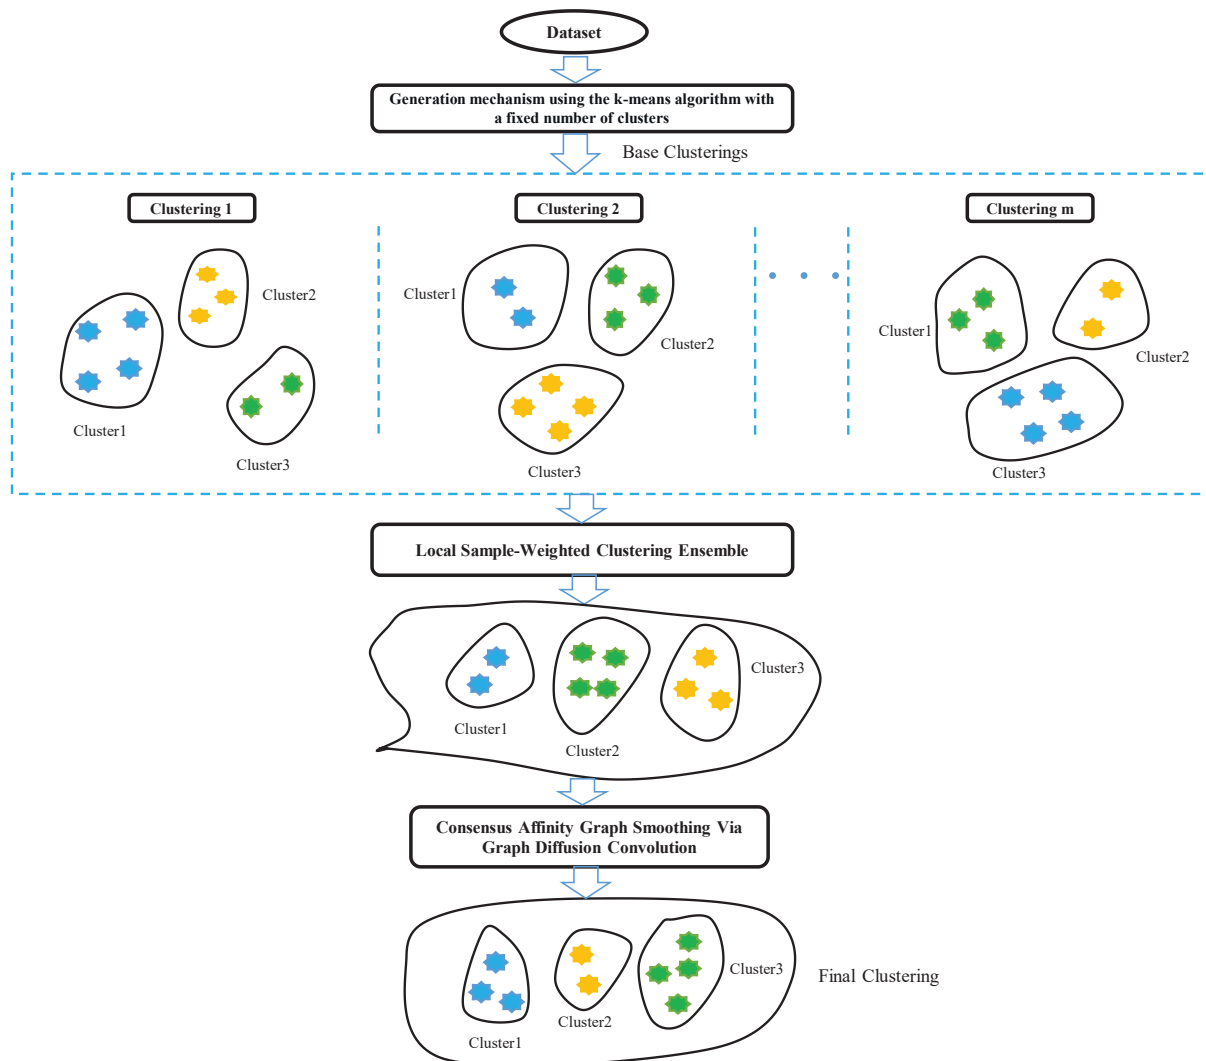 Dataset
Generation mechanism using the k-means algorithm with
a fixed number of clusters
Base Clusterings
Clustering 1
Cluster2
Cluster1
Cluster3
Clustering 2
Cluster1
Cluster2
Cluster3
Clustering m
Cluster1
Cluster2
Cluster3
Local Sample-Weighted Clustering Ensemble
Cluster3
Cluster1
Cluster2
Consensus Affinity Graph Smoothing Via
Graph Diffusion Convolution
Cluster3
Final Clustering
Cluster2
Cluster1